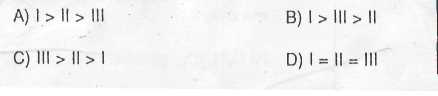 A) I > II > III B) I > III > II
C) III > II > I D) I = II = III